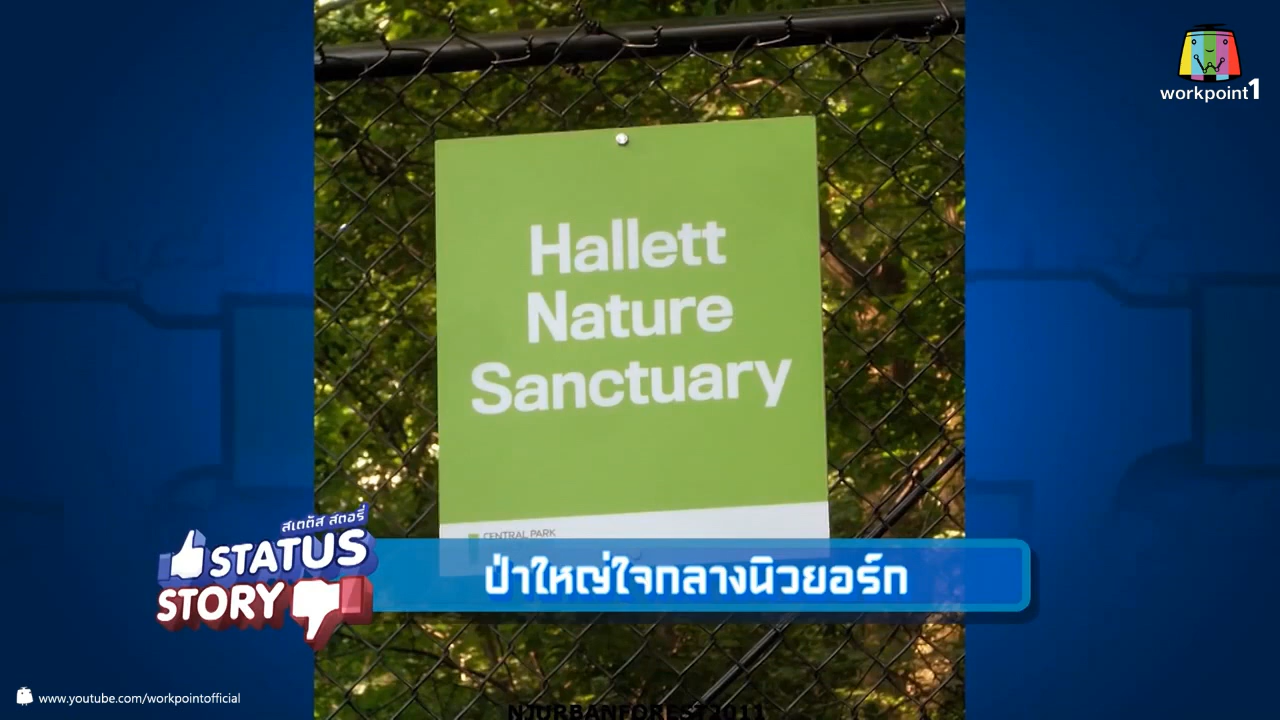 workpoint1
Hallett
Nature
Sanctuary
CENTRAL PARK
สเตตัส สตอรี่
STATUS
STORY
ป่าใหญ่ใจกลางนิวยอร์ก
www.youtube.com/workpointofficial
NJURBANFOREST2011